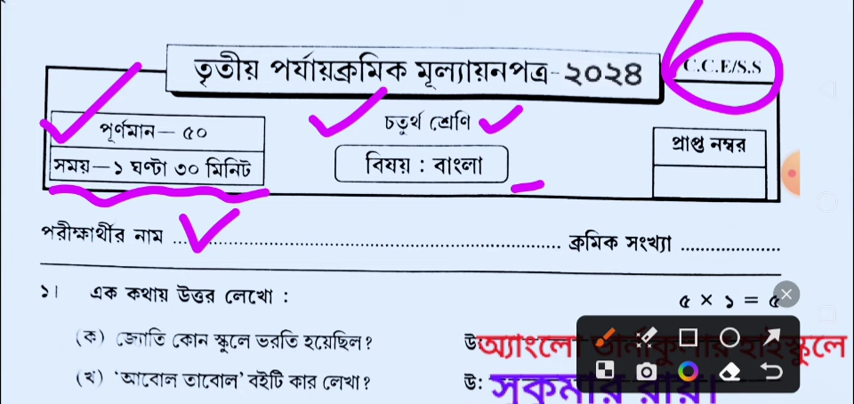 তৃতীয় পর্যায়ক্রমিক মূল্যায়নপত্র-২০২৪
C.C.E/S.S
পূর্ণমান— ৫০
চতুর্থ শ্রেণি
সময়—১ ঘণ্টা ৩০ মিনিট
বিষয় : বাংলা
প্রাপ্ত নম্বর
পরীক্ষার্থীর নাম ........................................ ক্রমিক সংখ্যা ....................
১। এক কথায় উত্তর লেখো : ৫ × ১ = ৫
(ক) জ্যোতি কোন স্কুলে ভরতি হয়েছিল? উ: অ্যাংলো হাইস্কুলে
(খ) 'আবোল তাবোল' বইটি কার লেখা? উ: সুকুমার রায়।